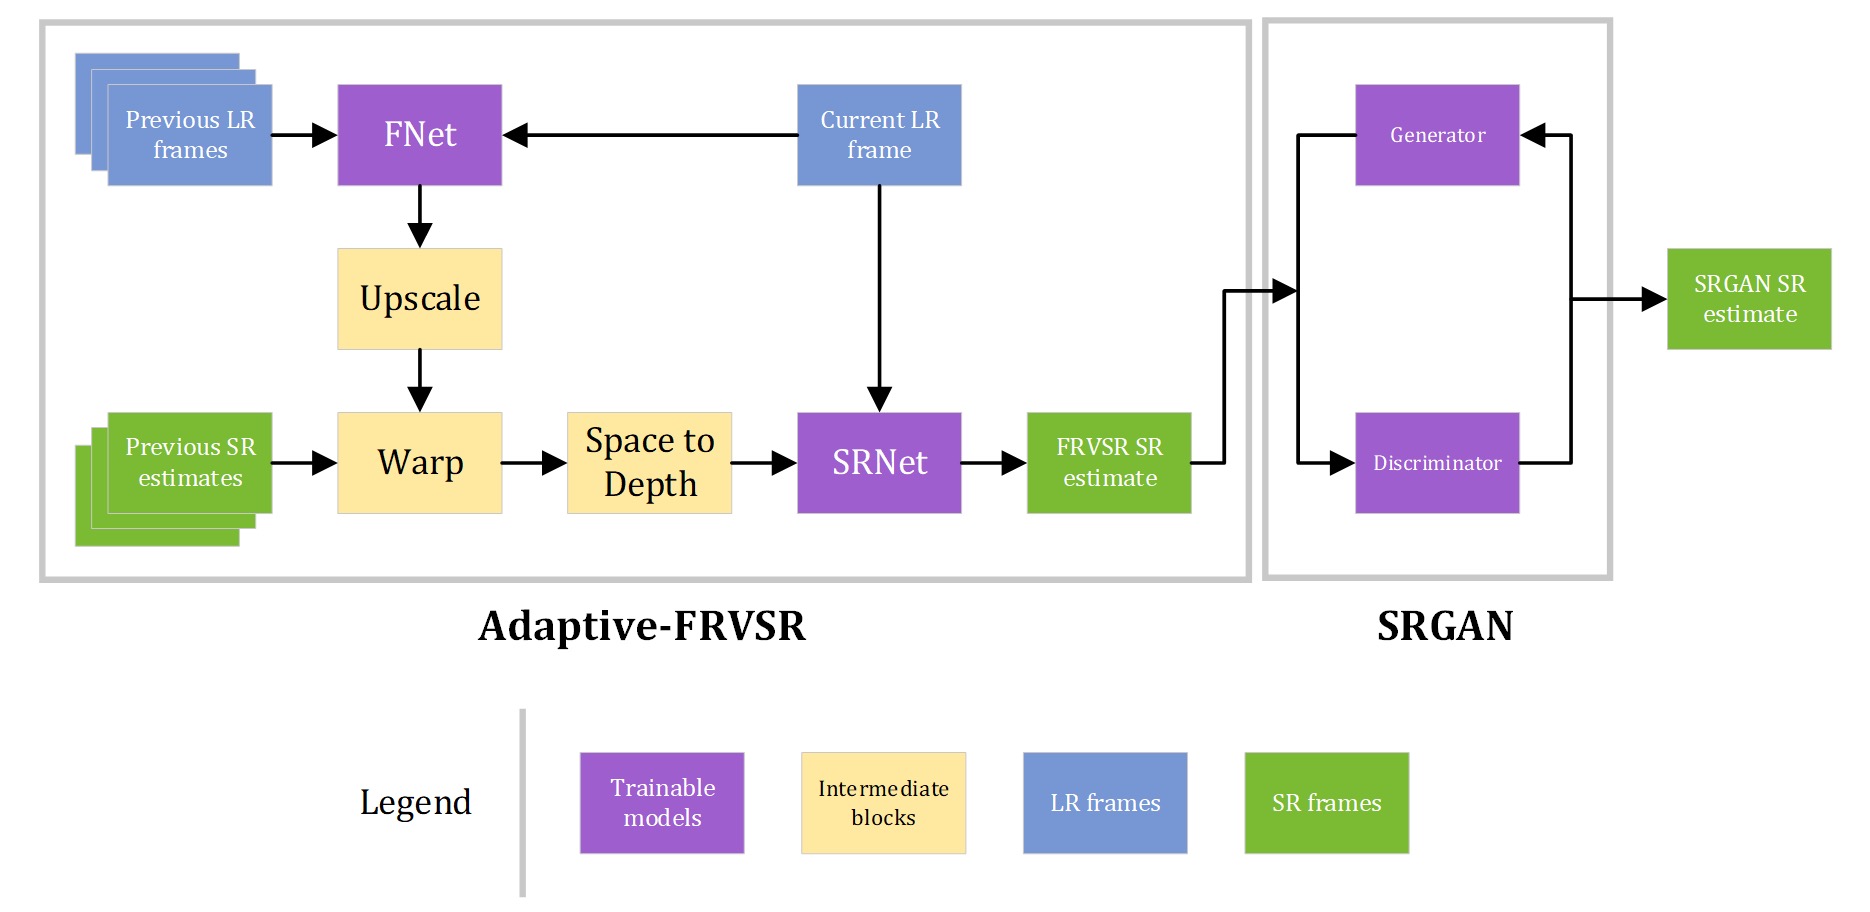 Previous LR
frames
FNet
Current LR
frame
Generator
Upscale
SRGAN SR
estimate
Previous SR
estimates
Warp
Space to
Depth
SRNet
FRVSR SR
estimate
Discriminator
Adaptive-FRVSR
SRGAN
Legend
Trainable
models
Intermediate
blocks
LR frames
SR frames